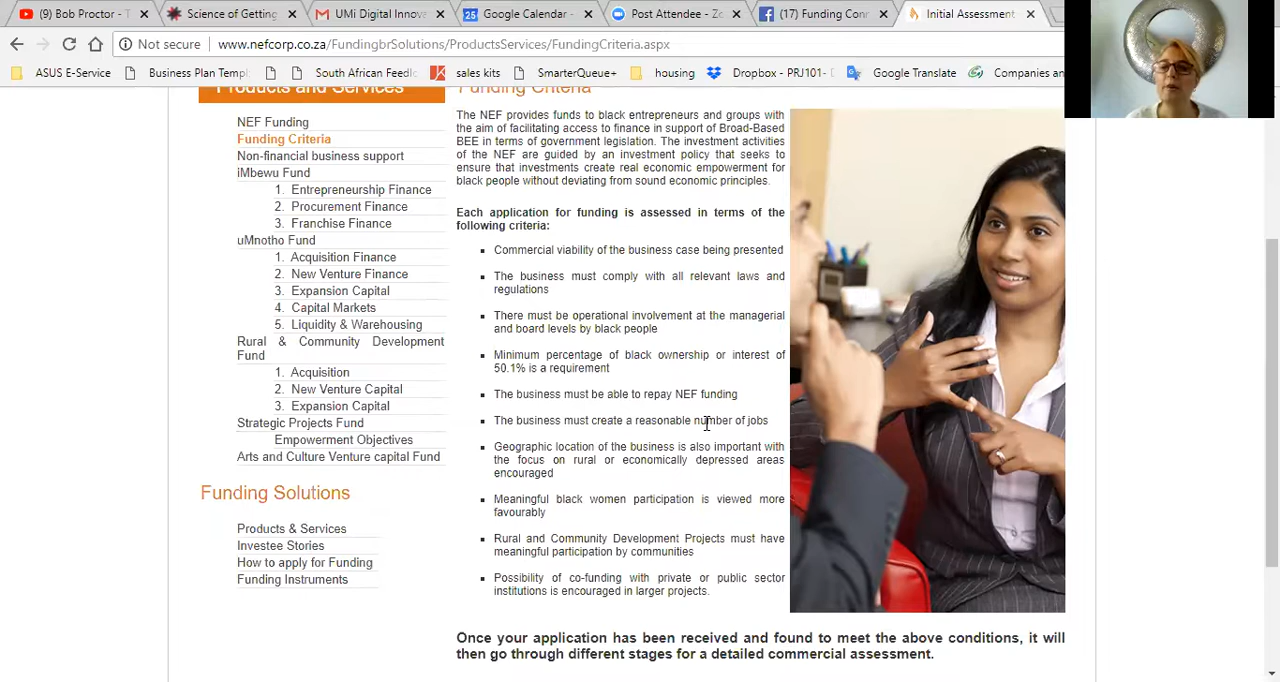 (9) Bob Proctor - T
Science of Getting
UMi Digital Innova
Google Calendar -
Post Attendee - Zo
(17) Funding Conn
Initial Assessment
Not secure www.nefcorp.co.za/FundingbrSolutions/ProductsServices/FundingCriteria.aspx
ASUS E-Service
Business Plan Temp
South African Feed
sales kits
SmarterQueue+
housing
Dropbox - PRJ101-
Google Translate
Companies an
Products and Services
NEF Funding
Funding Criteria
Non-financial business support
iMbewu Fund
1. Entrepreneurship Finance
2. Procurement Finance
3. Franchise Finance
uMnotho Fund
1. Acquisition Finance
2. New Venture Finance
3. Expansion Capital
4. Capital Markets
5. Liquidity & Warehousing
Rural & Community Development
Fund
1. Acquisition
2. New Venture Capital
3. Expansion Capital
Strategic Projects Fund
Empowerment Objectives
Arts and Culture Venture capital Fund
Funding Solutions
Products & Services
Investee Stories
How to apply for Funding
Funding Instruments
Funding Criteria
The NEF provides funds to black entrepreneurs and groups with
the aim of facilitating access to finance in support of Broad-Based
BEE in terms of government legislation. The investment activities
of the NEF are guided by an investment policy that seeks to
ensure that investments create real economic empowerment for
black people without deviating from sound economic principles.
Each application for funding is assessed in terms of the
following criteria:
Commercial viability of the business case being presented
The business must comply with all relevant laws and
regulations
There must be operational involvement at the managerial
and board levels by black people
Minimum percentage of black ownership or interest of
50.1% is a requirement
The business must be able to repay NEF funding
The business must create a reasonable number of jobs
Geographic location of the business is also important with
the focus on rural or economically depressed areas
encouraged
Meaningful black women participation is viewed more
favourably
Rural and Community Development Projects must have
meaningful participation by communities
Possibility of co-funding with private or public sector
institutions is encouraged in larger projects.
Once your application has been received and found to meet the above conditions, it will
then go through different stages for a detailed commercial assessment.